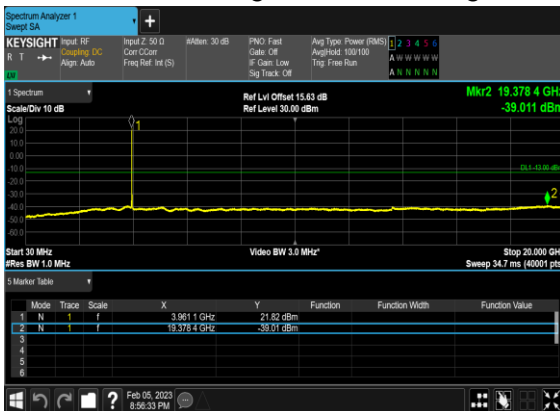 Spectrum Analyzer 1
Swept SA
KEYSIGHT Input: RF Input Z: 50 Ω #Atten: 30 dB PNO: Fast Avg Type: Power (RMS) 1 2 3 4 5 6
R T Coupling: DC Corr CCorr Gate: Off Avg|Hold: 100/100 A W W W W W
Align: Auto Freq Ref: Int (S) IF Gain: Low Trig: Free Run
Sig Track: Off A N N N N N
1 Spectrum Ref Lvl Offset 15.63 dB Mkr2 19.378 4 GHz
Scale/Div 10 dB Ref Level 30.00 dBm -39.011 dBm
Log
20.0
10.0
0.00
-10.0
-20.0
-30.0
-40.0
-50.0
-60.0
1
DL1 -13.00 dBm
2
Start 30 MHz Video BW 3.0 MHz* Stop 20.000 GH
#Res BW 1.0 MHz Sweep 34.7 ms (40001 pts
5 Marker Table
Mode Trace Scale X Y Function Function Width Function Value
1 N 1 f 3.961 1 GHz 21.82 dBm
2 N 1 f 19.378 4 GHz -39.01 dBm
3
4
5
6
? Feb 05, 2023
8:56:33 PM